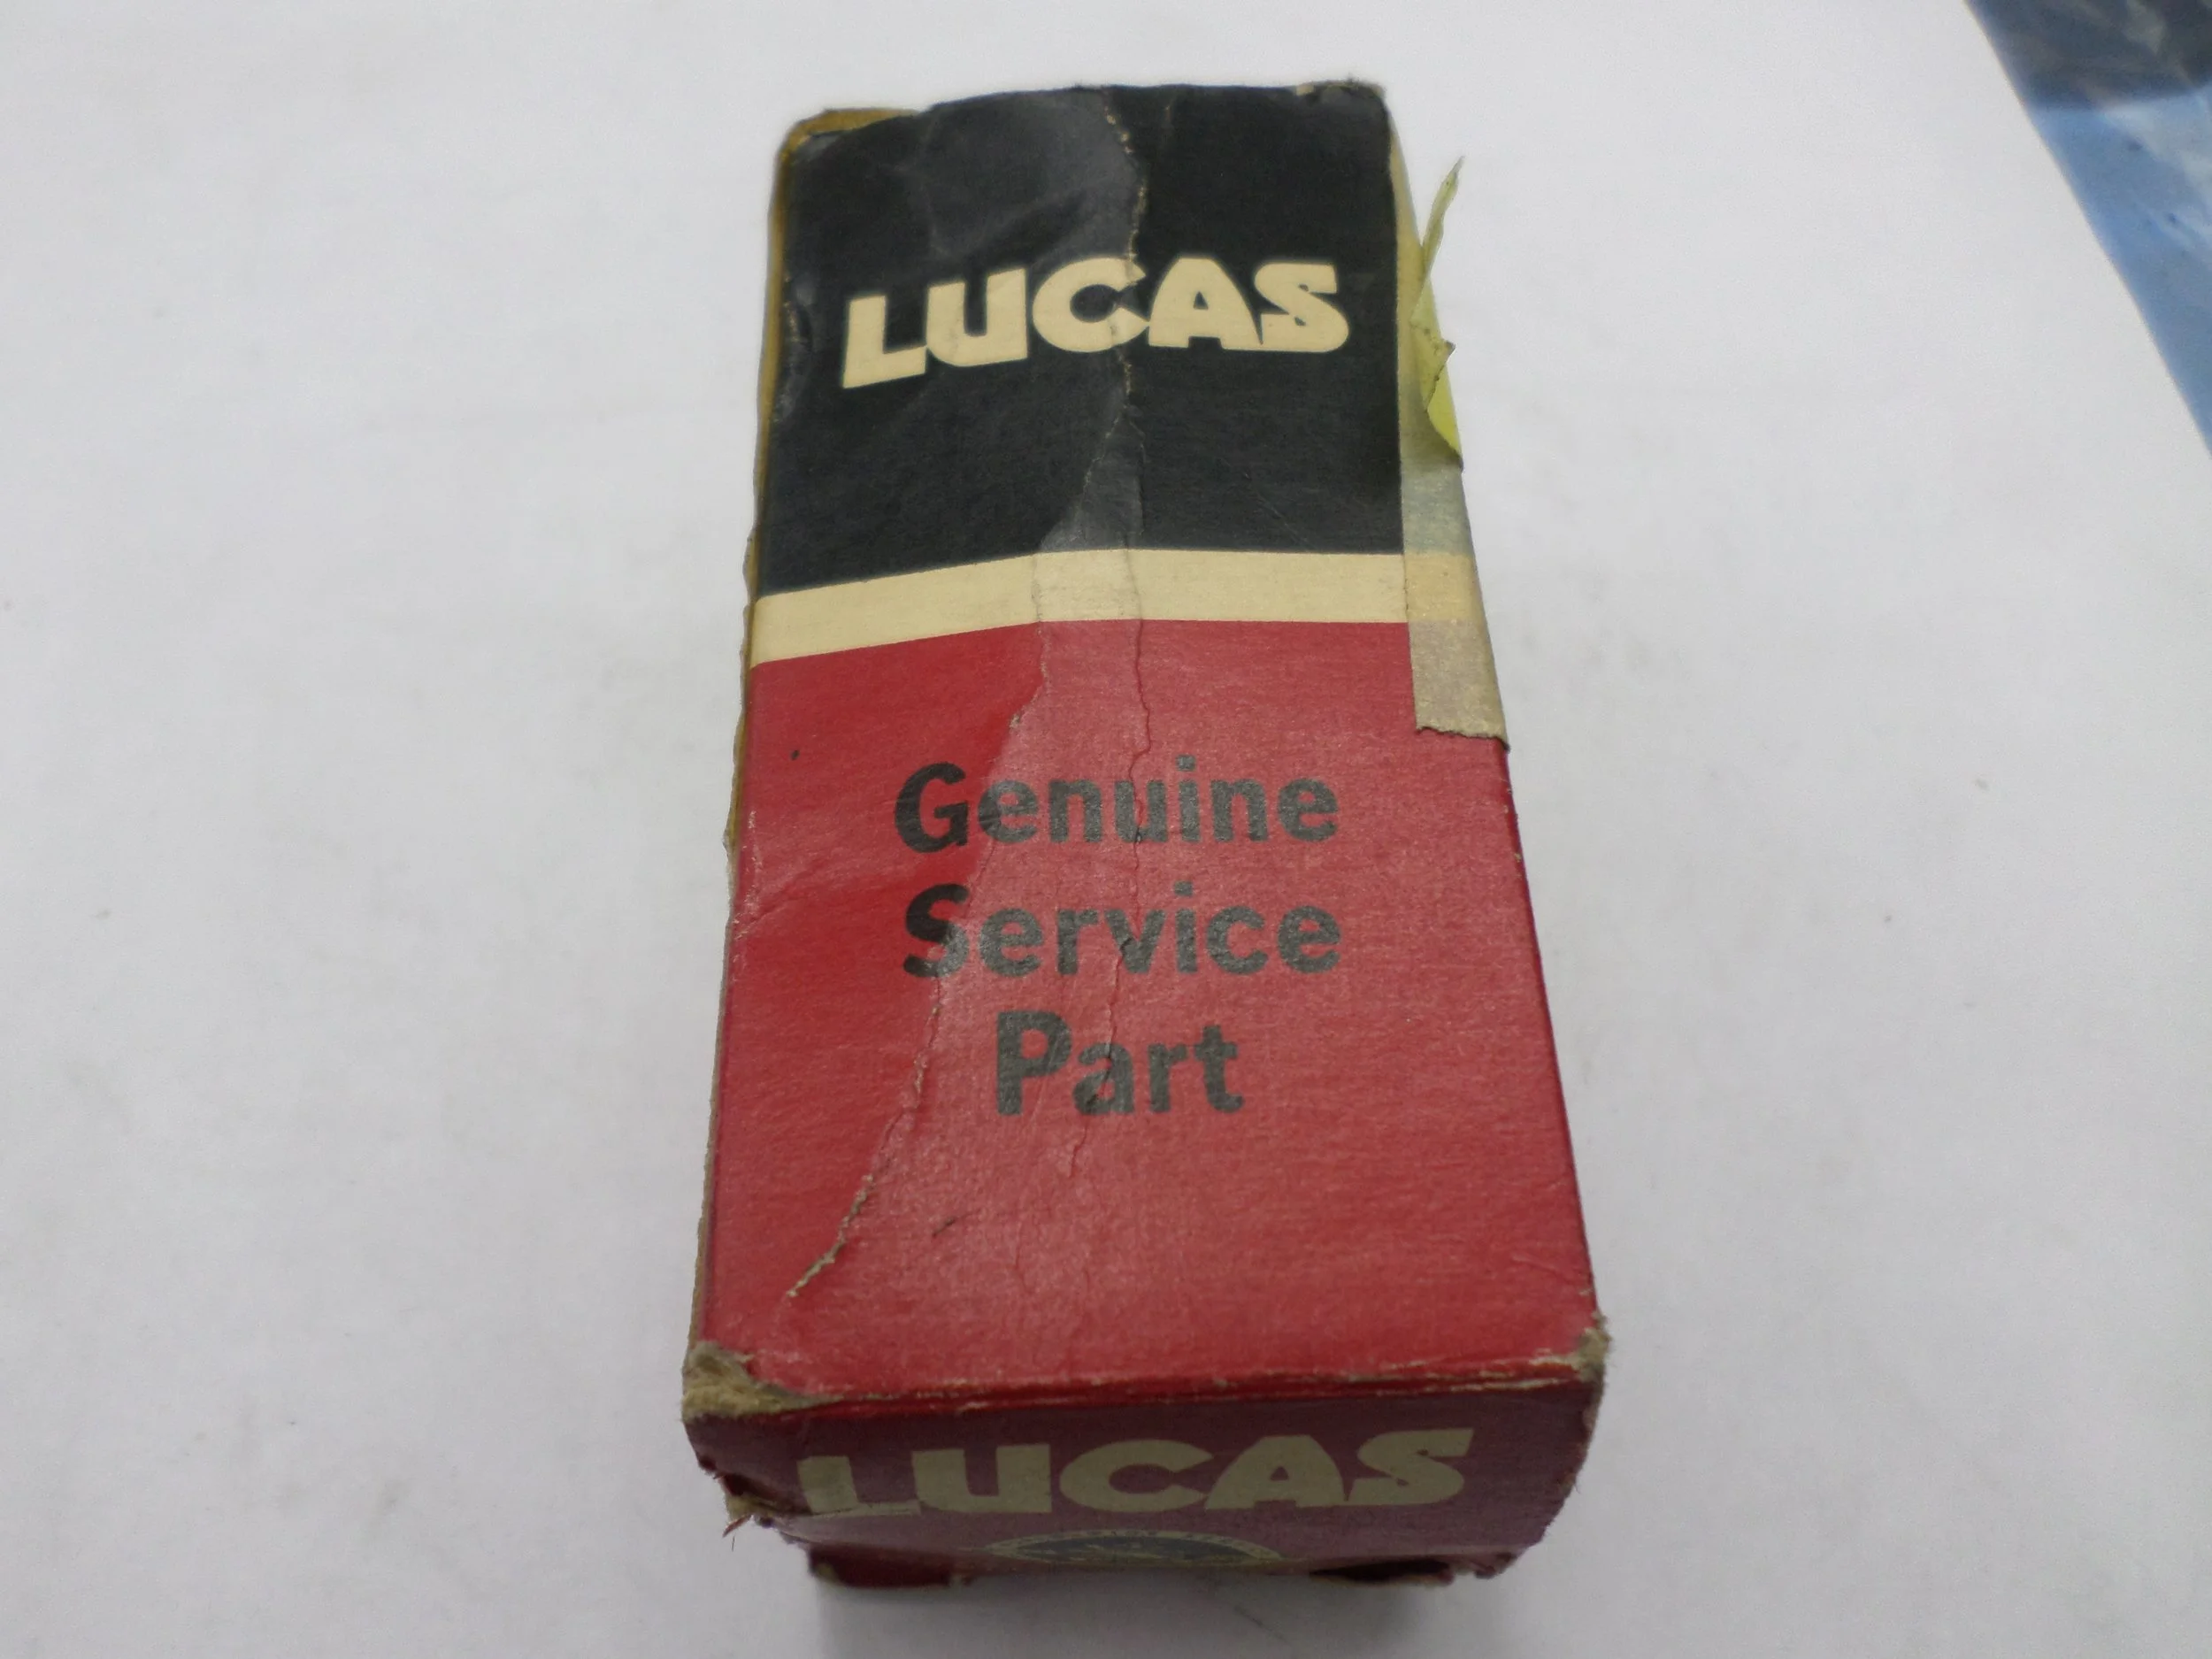 LUCAS
Genuine
Service
Part
LUCAS